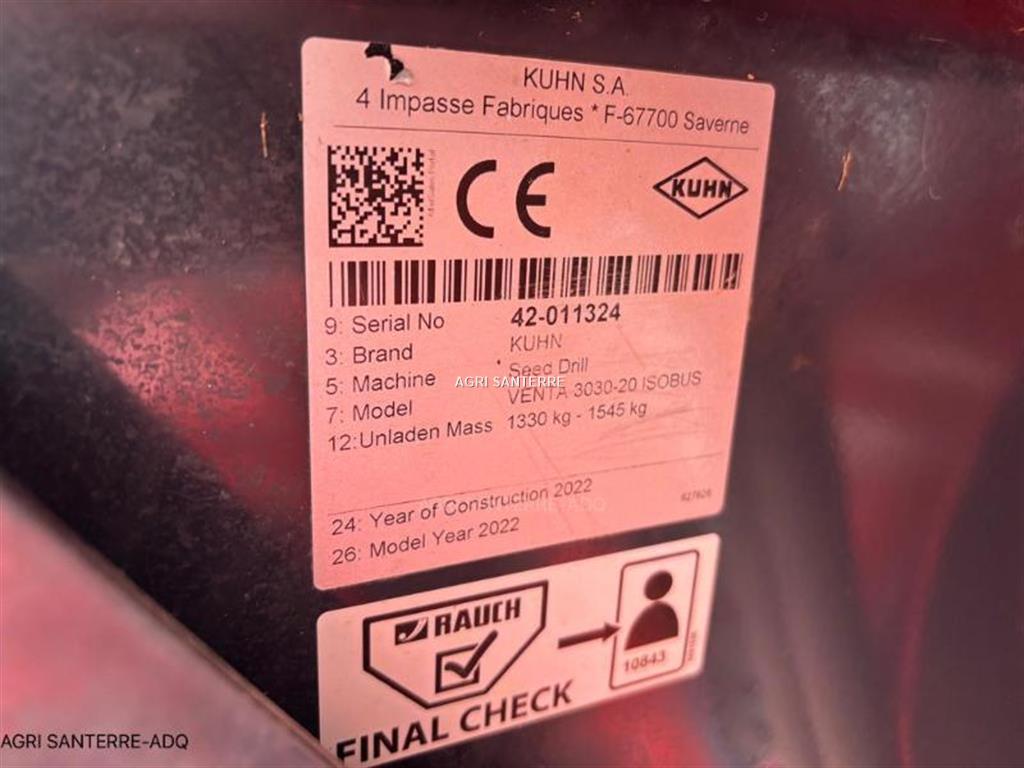 KUHN S.A.
4 Impasse Fabriques * F-67700 Saverne
CE
KUHN
9: Serial No 42-011324
3: Brand KUHN
5: Machine Seed Drill
AGRI SANTERRE
7: Model VENTA 3030-20 ISOBUS
12: Unladen Mass 1330 kg - 1545 kg
24: Year of Construction 2022
26: Model Year 2022
RAUCH
10843
FINAL CHECK
AGRI SANTERRE-ADQ